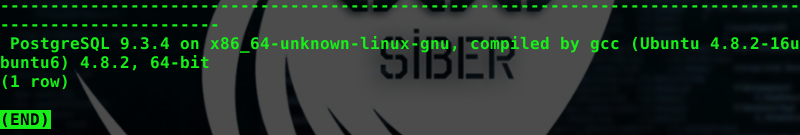 --------------------------------------------------------------------------------
----------------------
 PostgreSQL 9.3.4 on x86_64-unknown-linux-gnu, compiled by gcc (Ubuntu 4.8.2-16u
buntu6) 4.8.2, 64-bit
(1 row)
SİBER
(END)